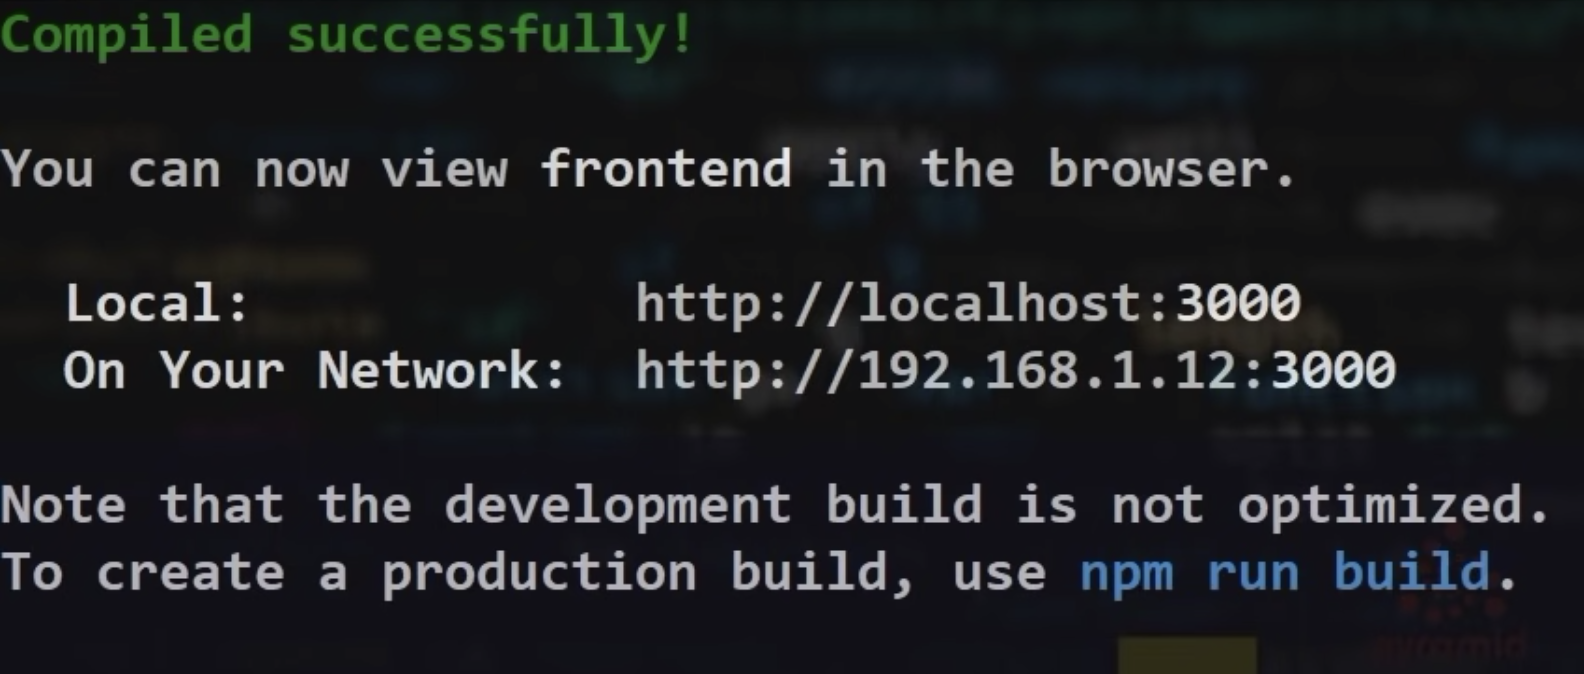 Compiled successfully!
You can now view frontend in the browser.
Local: http://localhost:3000
On Your Network: http://192.168.1.12:3000
Note that the development build is not optimized.
To create a production build, use npm run build.